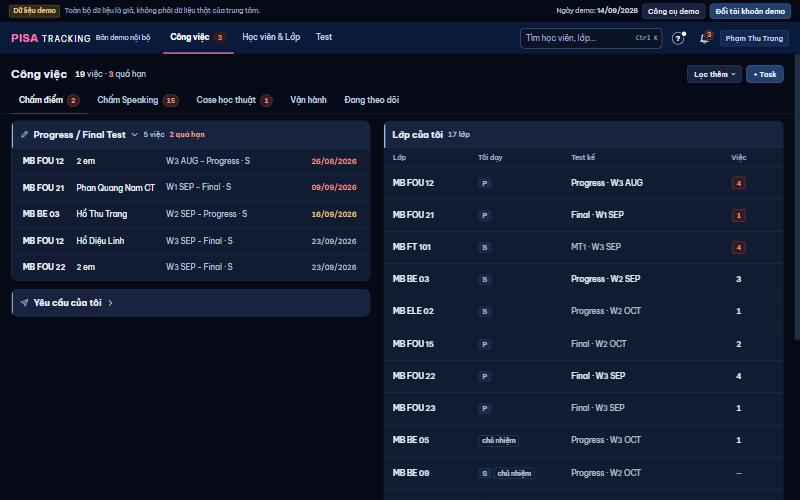 Dữ liệu demo Toàn bộ dữ liệu là giả, không phải dữ liệu thật của trung tâm. Ngày demo: 14/09/2026 Công cụ demo Đổi tài khoản demo
PISA TRACKING Bản demo nội bộ Công việc 3 Học viên & Lớp Test Tìm học viên, lớp... Ctrl K ? 3 Phạm Thu Trang
Công việc 19 việc · 3 quá hạn Lọc thêm + Task
Chấm điểm 2 Chấm Speaking 15 Case học thuật 1 Vận hành Đang theo dõi
Progress / Final Test 5 việc 2 quá hạn
MB FOU 12 2 em W3 AUG – Progress · S 26/08/2026
MB FOU 21 Phan Quang Nam CT W1 SEP – Final · S 09/09/2026
MB BE 03 Hồ Thu Trang W2 SEP – Progress · S 16/09/2026
MB FOU 12 Hồ Diệu Linh W3 SEP – Final · S 23/09/2026
MB FOU 22 2 em W3 SEP – Final · S 23/09/2026
Yêu cầu của tôi
Lớp của tôi 17 lớp
Lớp Tôi dạy Test kế Việc
MB FOU 12 P Progress · W3 AUG 4
MB FOU 21 P Final · W1 SEP 1
MB FT 101 S MT1 · W3 SEP 4
MB BE 03 S Progress · W2 SEP 3
MB ELE 02 S Progress · W2 OCT 1
MB FOU 15 P Final · W2 OCT 2
MB FOU 22 P Final · W3 SEP 4
MB FOU 23 P Final · W3 SEP 1
MB BE 05 chủ nhiệm Progress · W3 OCT 1
MB BE 09 S chủ nhiệm Progress · W2 OCT –